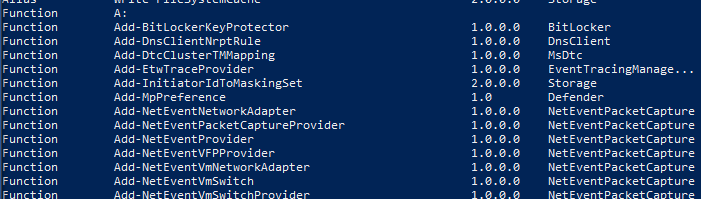 Alias Write-FileSystemCache 2.0.0.0 Storage
Function A:
Function Add-BitLockerKeyProtector 1.0.0.0 BitLocker
Function Add-DnsClientNrptRule 1.0.0.0 DnsClient
Function Add-DtcClusterTMMapping 1.0.0.0 MsDtc
Function Add-EtwTraceProvider 1.0.0.0 EventTracingManage...
Function Add-InitiatorIdToMaskingSet 2.0.0.0 Storage
Function Add-MpPreference 1.0 Defender
Function Add-NetEventNetworkAdapter 1.0.0.0 NetEventPacketCapture
Function Add-NetEventPacketCaptureProvider 1.0.0.0 NetEventPacketCapture
Function Add-NetEventProvider 1.0.0.0 NetEventPacketCapture
Function Add-NetEventVFPProvider 1.0.0.0 NetEventPacketCapture
Function Add-NetEventVmNetworkAdapter 1.0.0.0 NetEventPacketCapture
Function Add-NetEventVmSwitch 1.0.0.0 NetEventPacketCapture
Function Add-NetEventVmSwitchProvider 1.0.0.0 NetEventPacketCapture